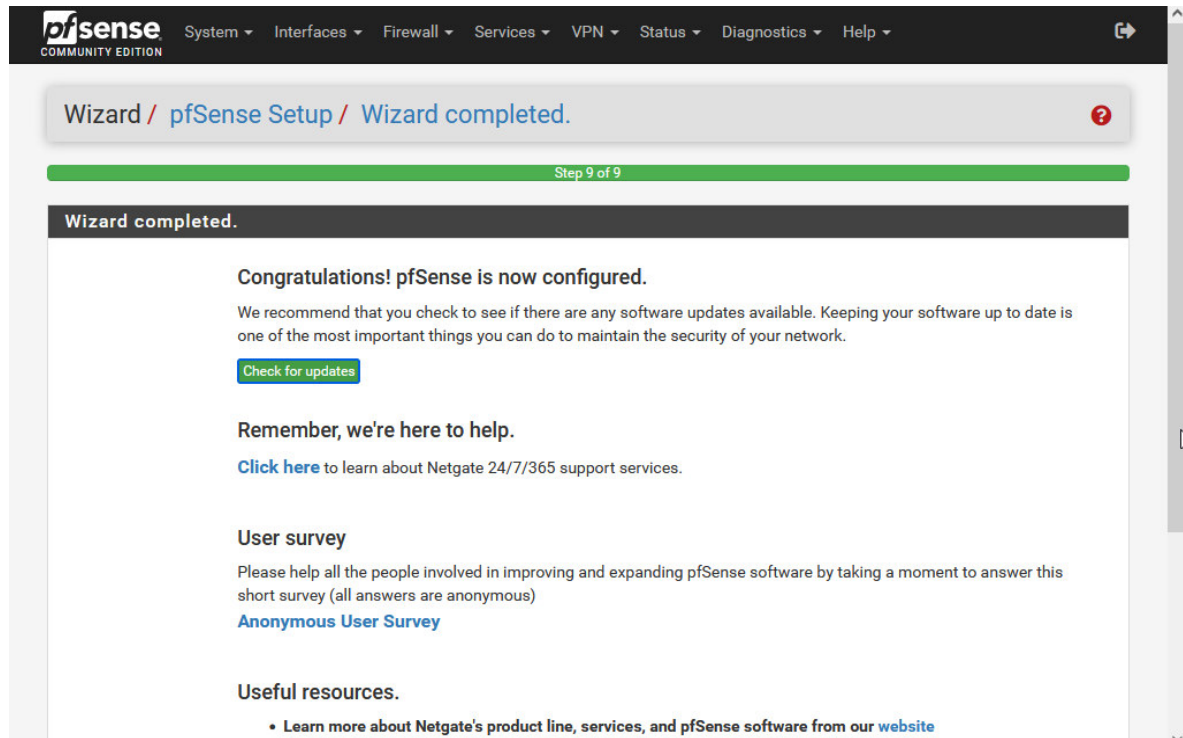 pfsense
COMMUNITY EDITION
System Interfaces Firewall Services VPN Status Diagnostics Help
Wizard / pfSense Setup / Wizard completed.
Step 9 of 9
Wizard completed.
Congratulations! pfSense is now configured.
We recommend that you check to see if there are any software updates available. Keeping your software up to date is
one of the most important things you can do to maintain the security of your network.
Check for updates
Remember, we're here to help.
Click here to learn about Netgate 24/7/365 support services.
User survey
Please help all the people involved in improving and expanding pfSense software by taking a moment to answer this
short survey (all answers are anonymous)
Anonymous User Survey
Useful resources.
• Learn more about Netgate's product line, services, and pfSense software from our website